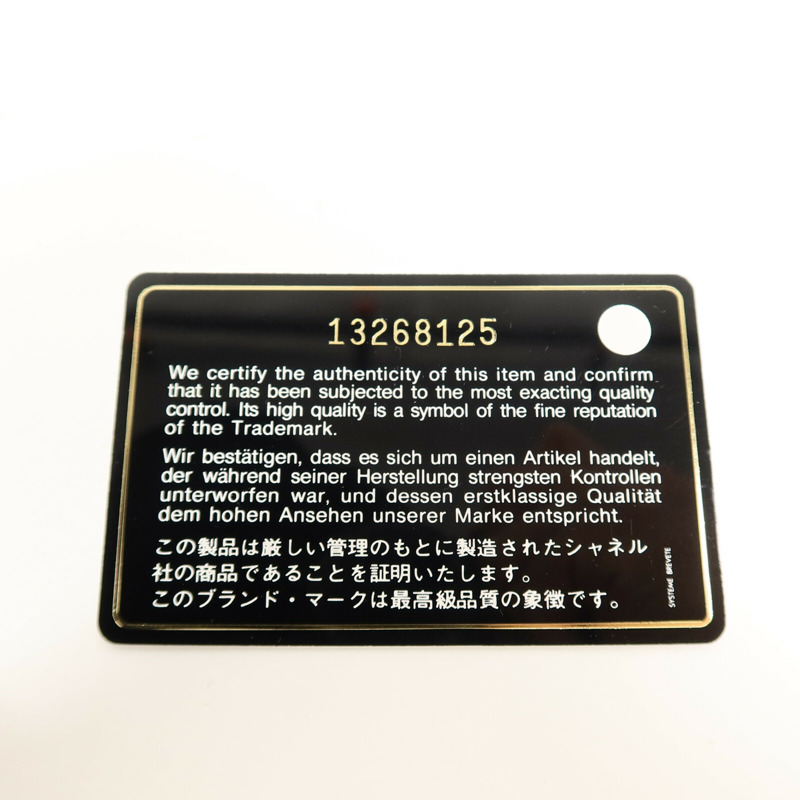 13268125
We certify the authenticity of this item and confirm
that it has been subjected to the most exacting quality
control. Its high quality is a symbol of the fine reputation
of the Trademark.
Wir bestätigen, dass es sich um einen Artikel handelt,
der während seiner Herstellung strengsten Kontrollen
unterworfen war, und dessen erstklassige Qualität
dem hohen Ansehen unserer Marke entspricht.
この製品は厳しい管理のもとに製造されたシャネル
社の商品であることを証明いたします。
このブランド・マークは最高級品質の象徴です。
SYSTEME BREVETE